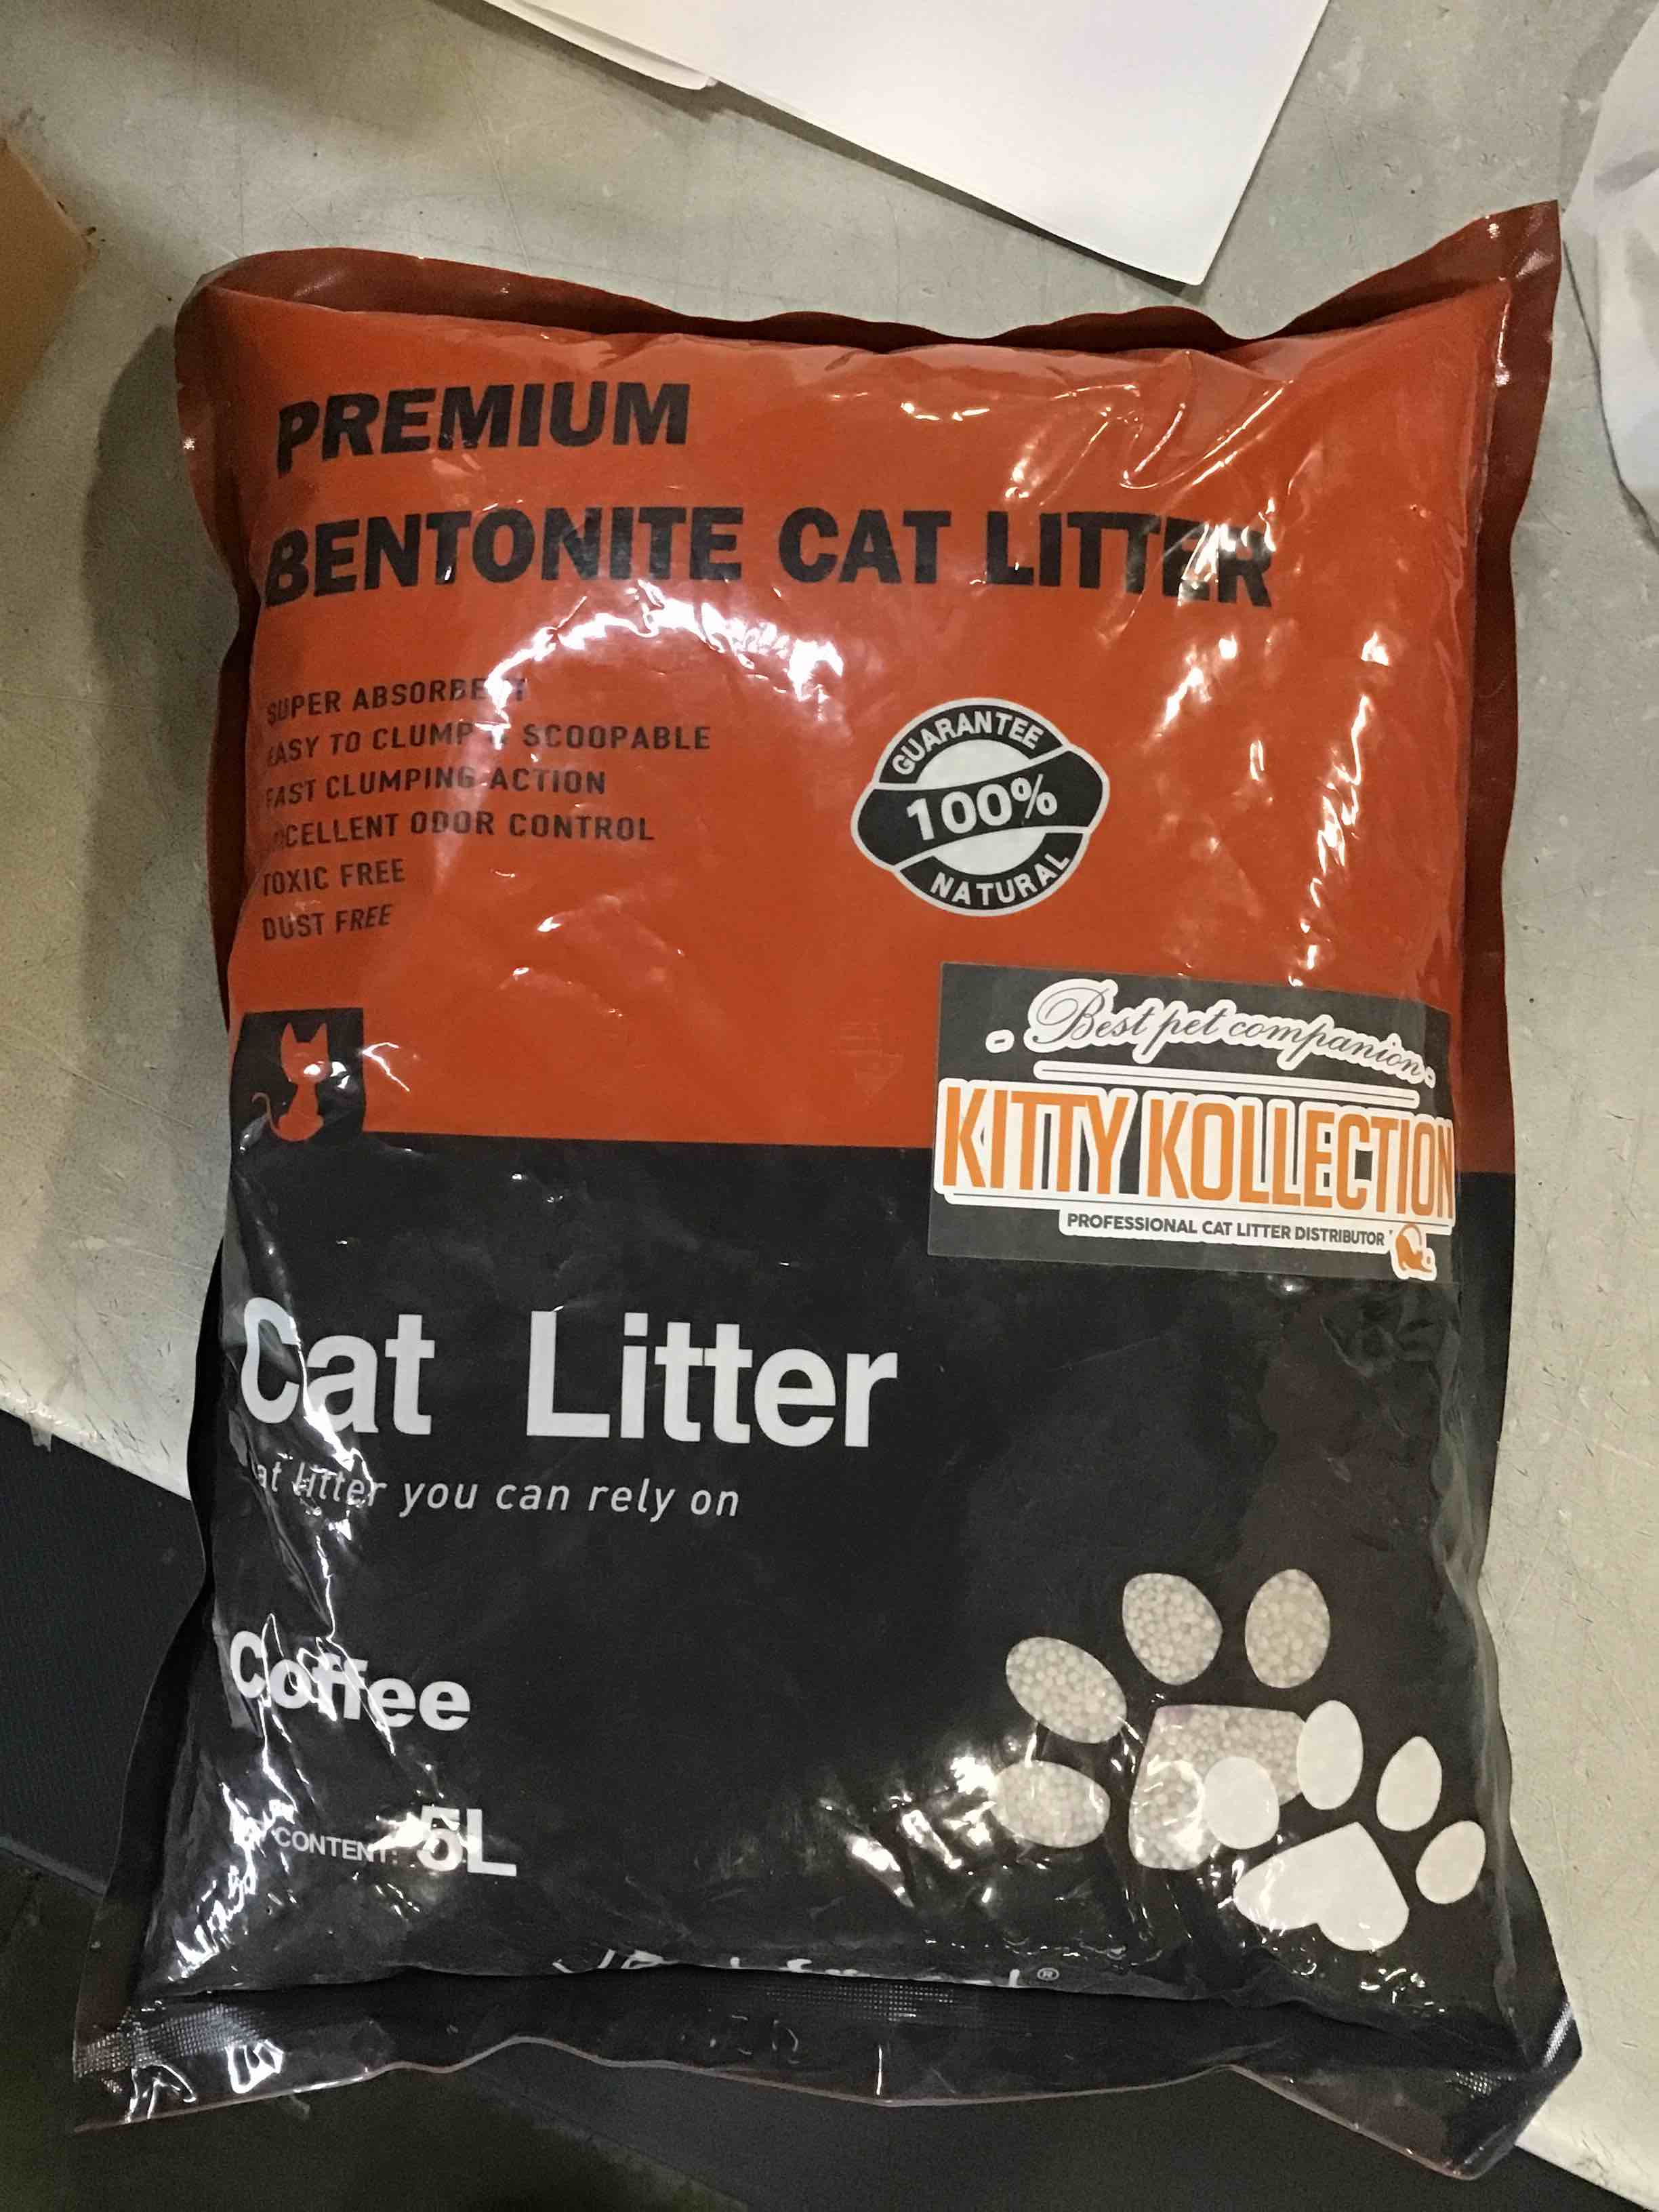 PREMIUM
BENTONITE CAT LITTER
SUPER ABSORBENT
EASY TO CLUMP SCOOPABLE
FAST CLUMPING ACTION
EXCELLENT ODOR CONTROL
TOXIC FREE
DUST FREE
GUARANTEE
100%
NATURAL
Best pet companion
KITTY KOLLECTION
PROFESSIONAL CAT LITTER DISTRIBUTOR
Cat Litter
cat litter you can rely on
Coffee
CONTENT: 5L